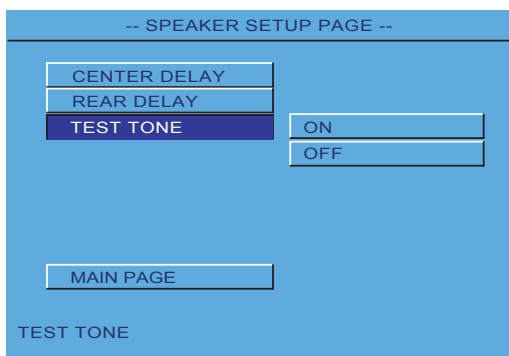 -- SPEAKER SETUP PAGE --
CENTER DELAY
REAR DELAY
TEST TONE
ON
OFF
MAIN PAGE
TEST TONE